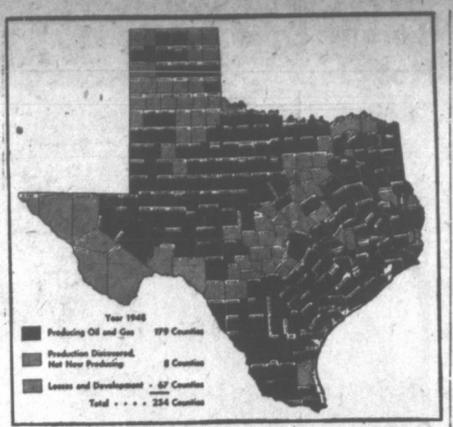 Year 1948
Producing Oil and Gas 179 Counties
Production Discovered,
Not Now Producing 8 Counties
Leases and Development - 67 Counties
Total · · · · 254 Counties